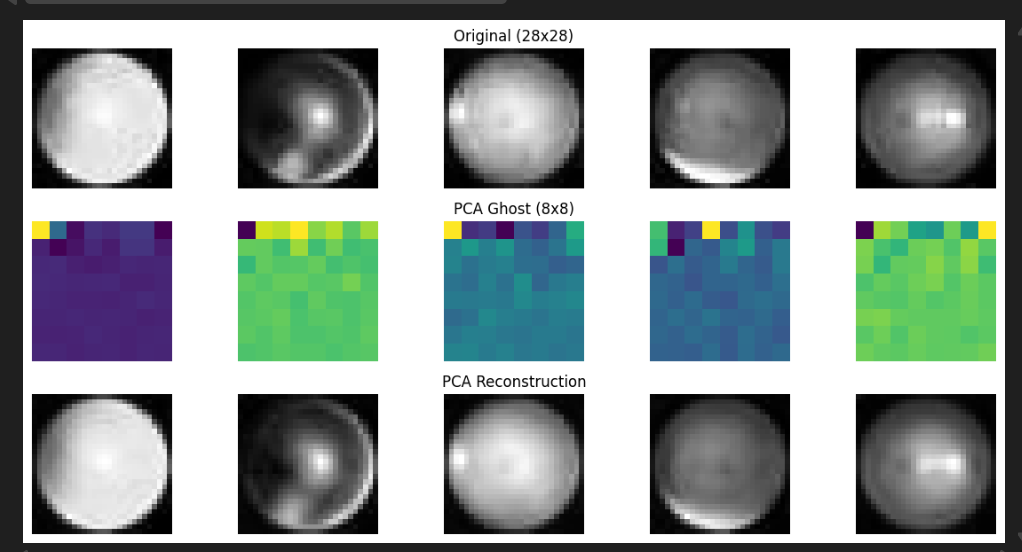 Original (28x28)
PCA Ghost (8x8)
PCA Reconstruction